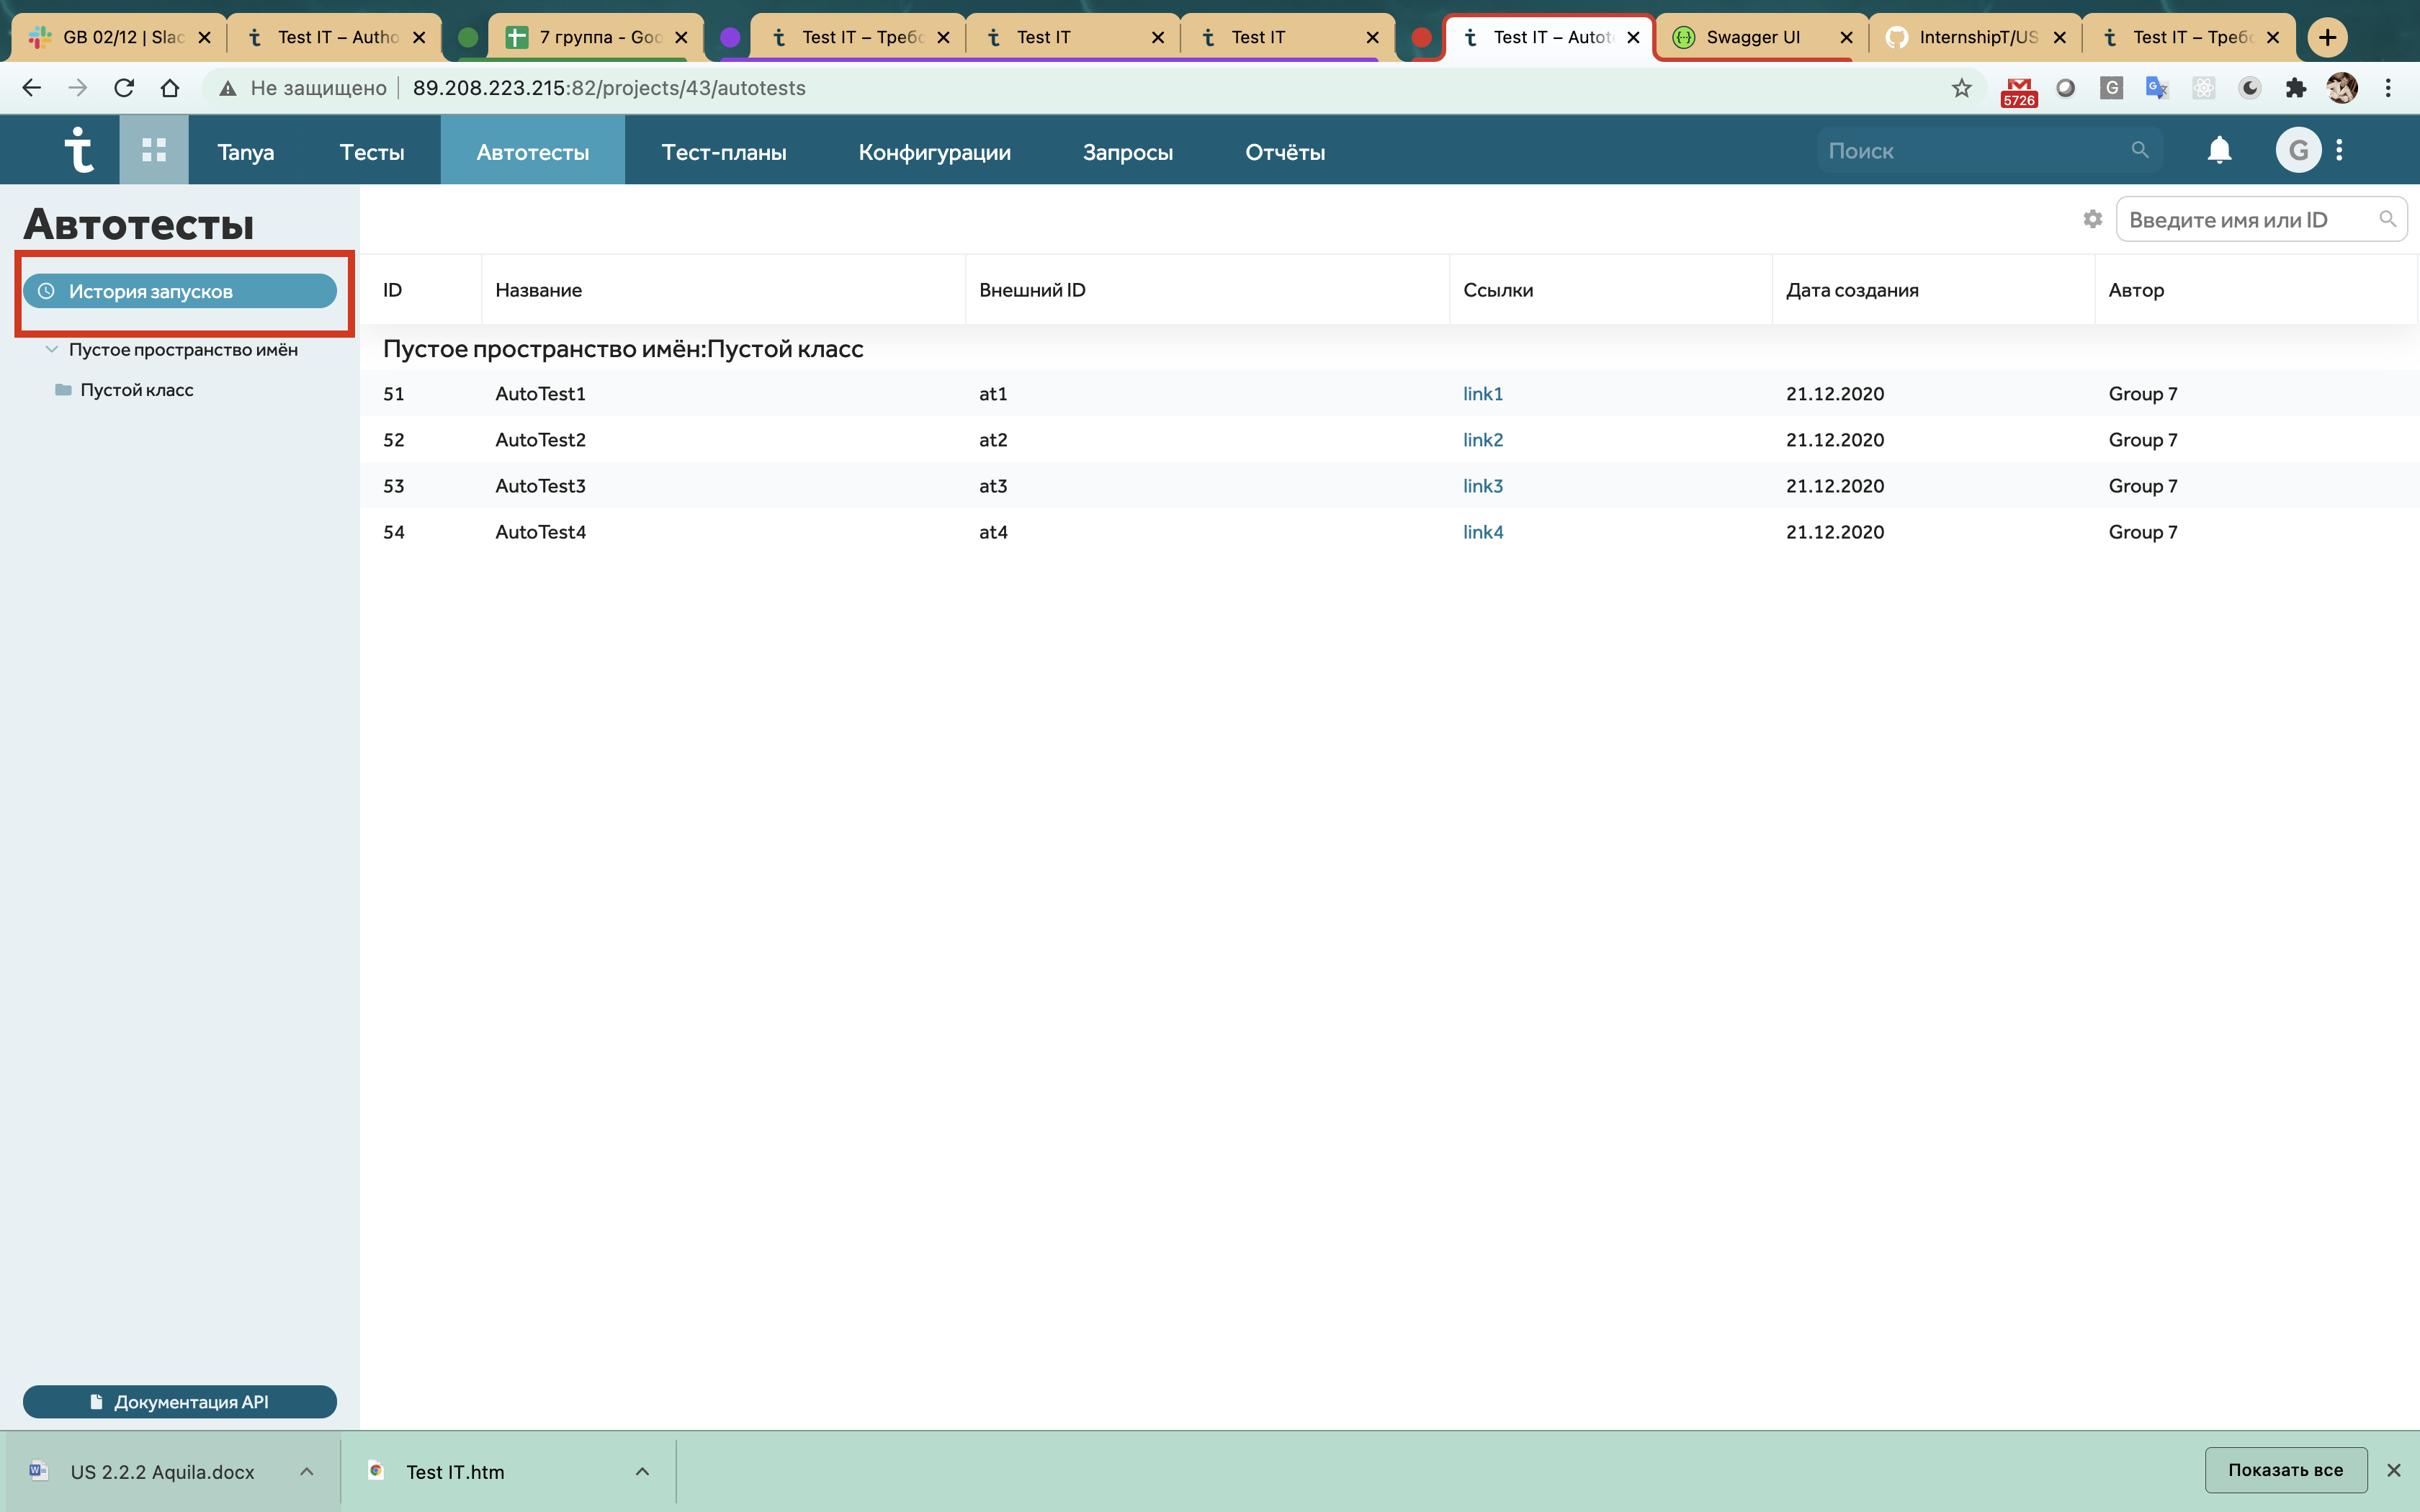 GB 02/12 | Slac
Test IT – Autho
7 группа - Goo
Test IT – Требо
Test IT
Test IT
Test IT – Autote
Swagger UI
InternshipT/US
Test IT – Требо
Не защищено
89.208.223.215:82/projects/43/autotests
5726
Tanya
Тесты
Автотесты
Тест-планы
Конфигурации
Запросы
Отчёты
Поиск
G
Автотесты
История запусков
Пустое пространство имён
Пустой класс
Документация API
Введите имя или ID
ID Название Внешний ID Ссылки Дата создания Автор
Пустое пространство имён:Пустой класс
51 AutoTest1 at1 link1 21.12.2020 Group 7
52 AutoTest2 at2 link2 21.12.2020 Group 7
53 AutoTest3 at3 link3 21.12.2020 Group 7
54 AutoTest4 at4 link4 21.12.2020 Group 7
US 2.2.2 Aquila.docx
Test IT.htm
Показать все